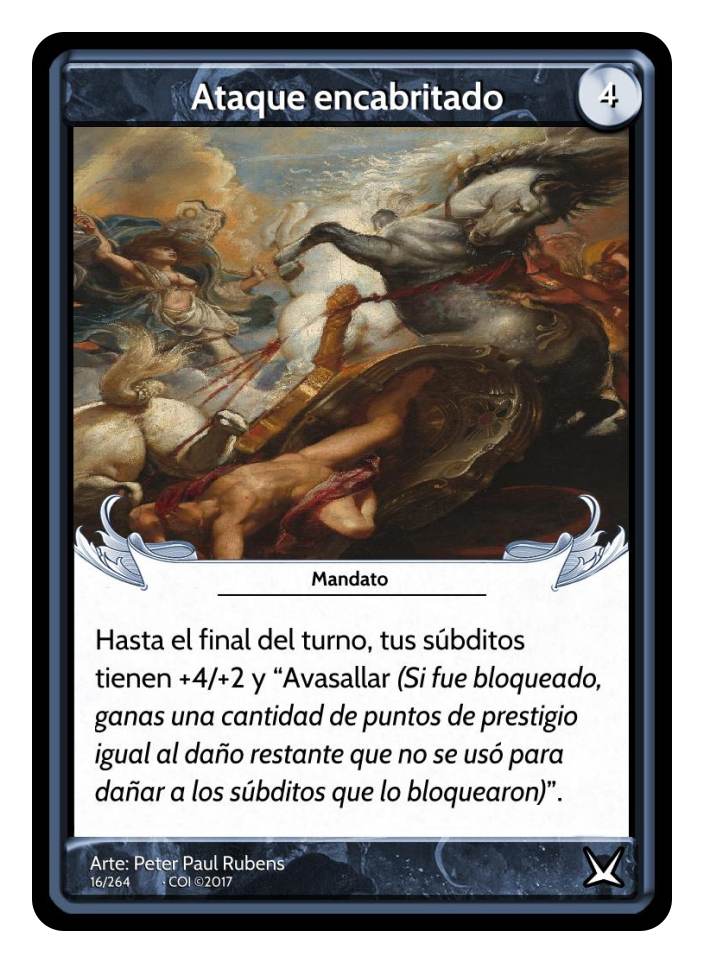 Ataque encabritado
4
Mandato
Hasta el final del turno, tus súbditos
tienen +4/+2 y “Avasallar (Si fue bloqueado,
ganas una cantidad de puntos de prestigio
igual al daño restante que no se usó para
dañar a los súbditos que lo bloquearon)”.
Arte: Peter Paul Rubens
16/264 · COI ©2017